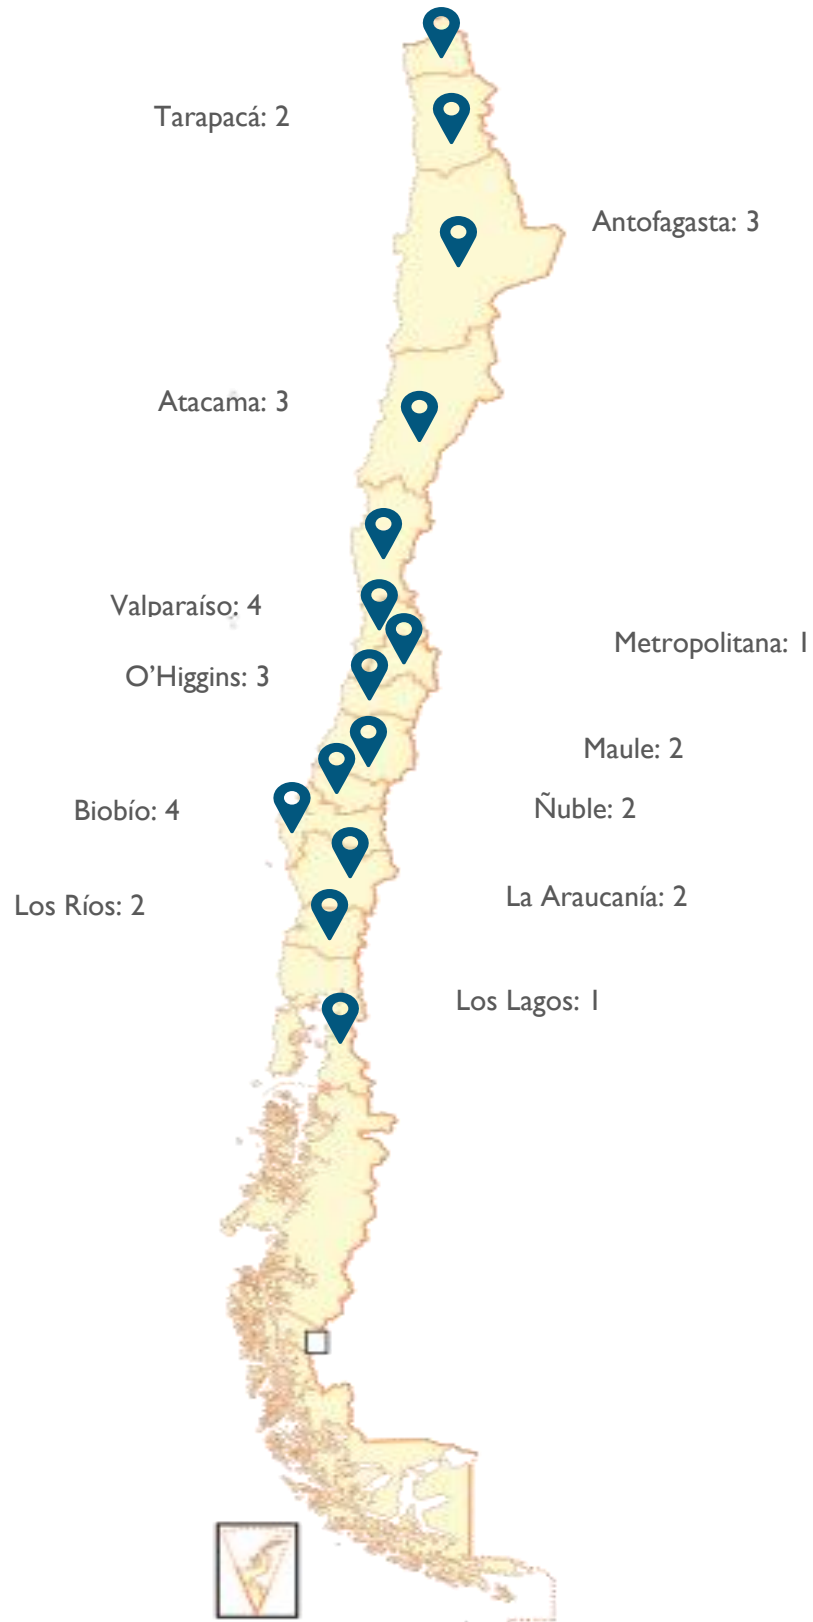 Tarapacá: 2
Antofagasta: 3
Atacama: 3
Valparaíso: 4
Metropolitana: 1
O’Higgins: 3
Maule: 2
Biobío: 4
Ñuble: 2
La Araucanía: 2
Los Ríos: 2
Los Lagos: 1